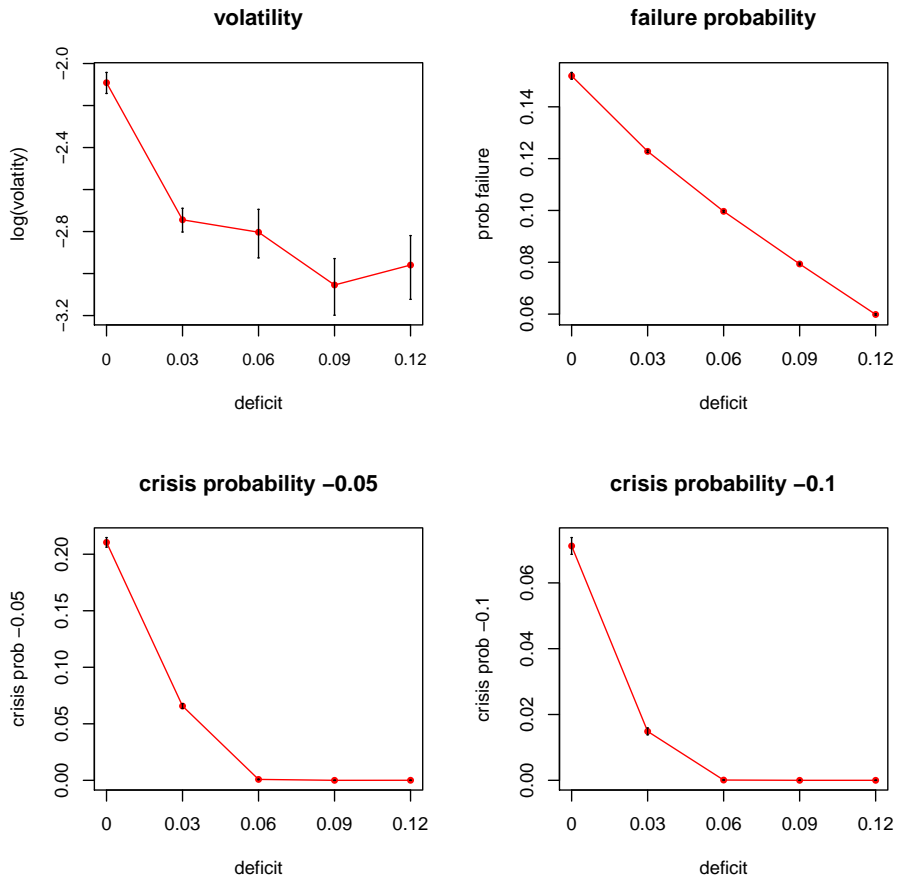 volatility
log(volatity)
−2.0
−2.4
−2.8
−3.2
0 0.03 0.06 0.09 0.12
deficit
failure probability
prob failure
0.14
0.12
0.10
0.08
0.06
0 0.03 0.06 0.09 0.12
deficit
crisis probability −0.05
crisis prob −0.05
0.20
0.15
0.10
0.05
0.00
0 0.03 0.06 0.09 0.12
deficit
crisis probability −0.1
crisis prob −0.1
0.06
0.04
0.02
0.00
0 0.03 0.06 0.09 0.12
deficit